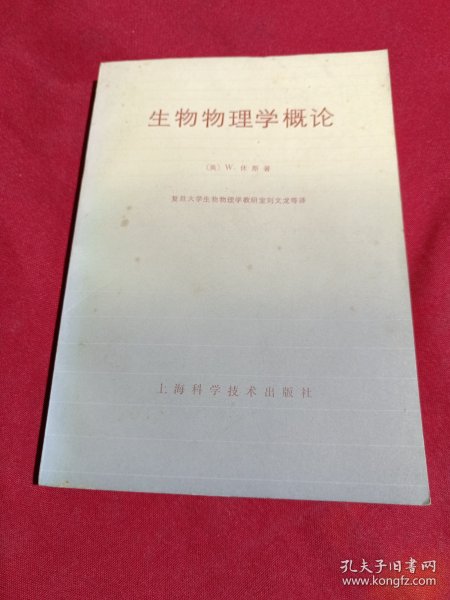 生物物理学概论
〔美〕W. 休斯 著
复旦大学生物物理学教研室刘文龙等译
上海科学技术出版社
孔夫子旧书网
www.kongfz.com